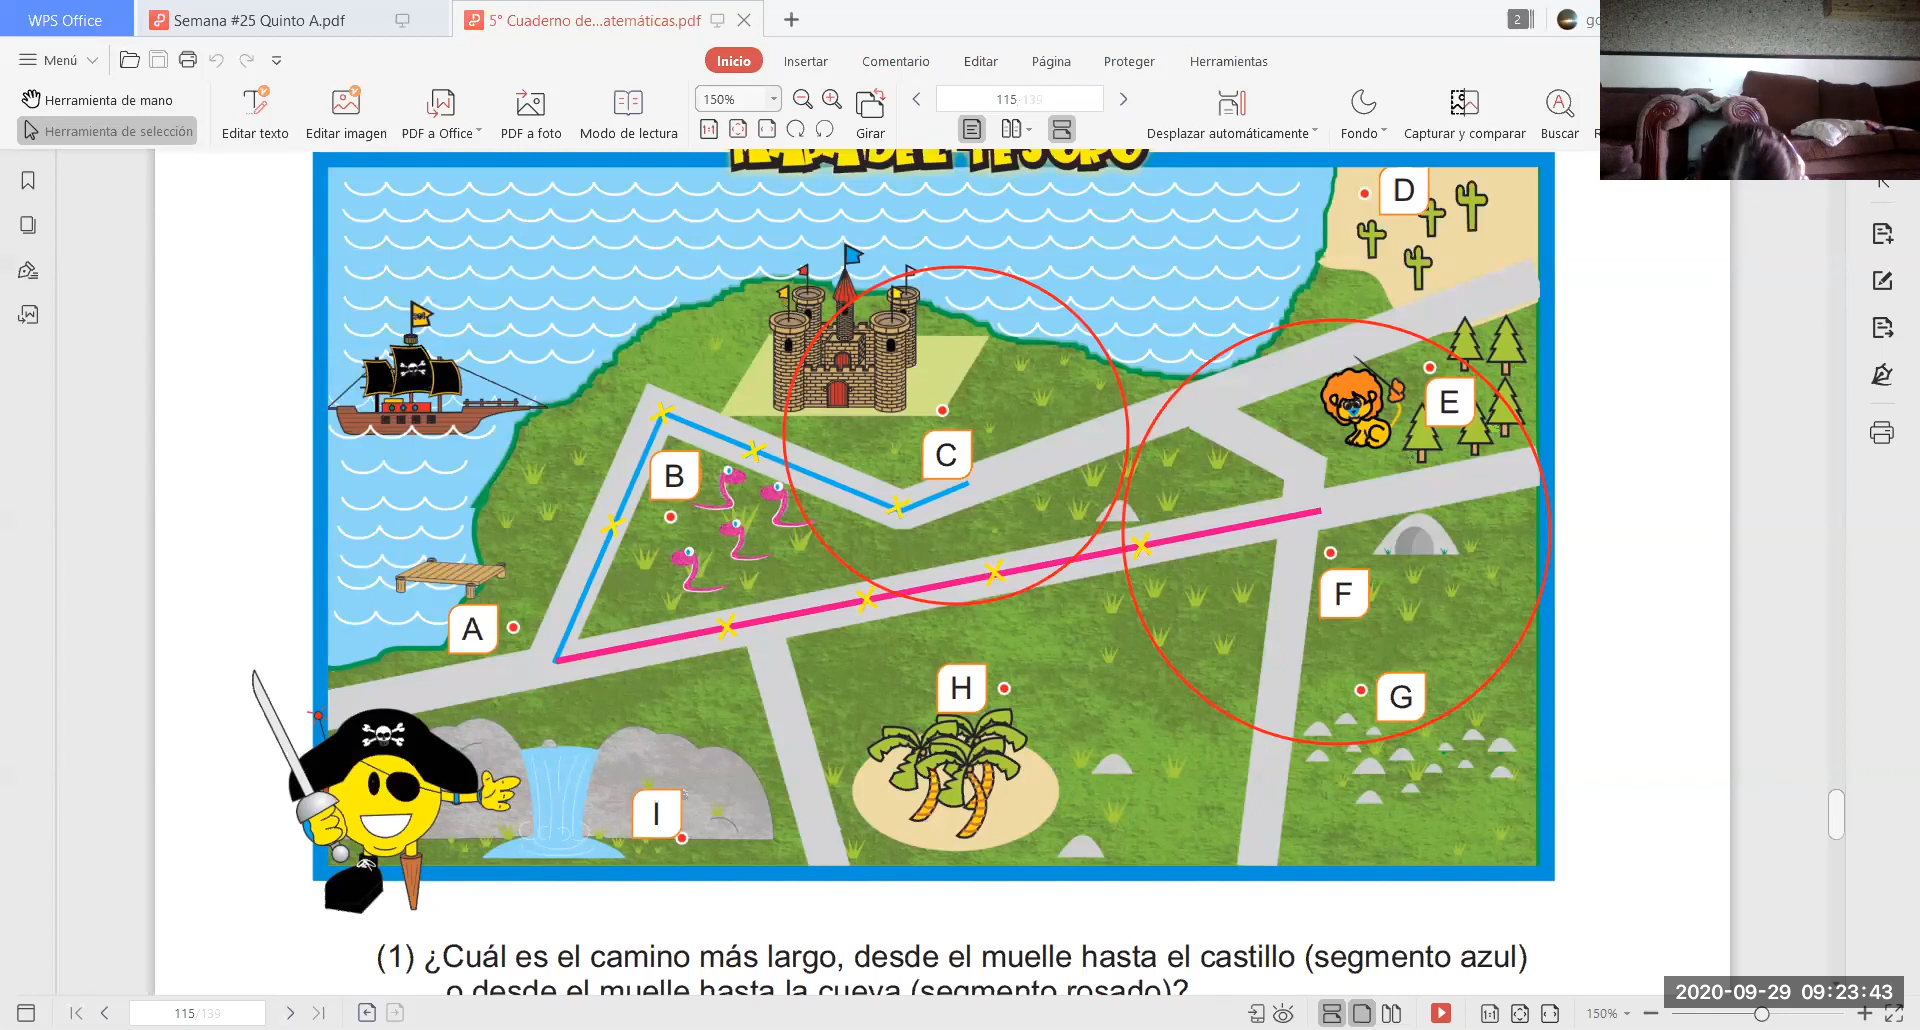 WPS Office
Semana #25 Quinto A.pdf
5° Cuaderno de...atemáticas.pdf
2
Menú
Inicio
Insertar
Comentario
Editar
Página
Proteger
Herramientas
Herramienta de mano
Herramienta de selección
Editar texto
Editar imagen
PDF a Office
PDF a foto
Modo de lectura
150%
Girar
115/139
Desplazar automáticamente
Fondo
Capturar y comparar
Buscar
MAPA DEL TESORO
D
E
C
B
A
F
H
G
I
(1) ¿Cuál es el camino más largo, desde el muelle hasta el castillo (segmento azul)
o desde el muelle hasta la cueva (segmento rosado)?
2020-09-29 09:23:43
115/139
150%